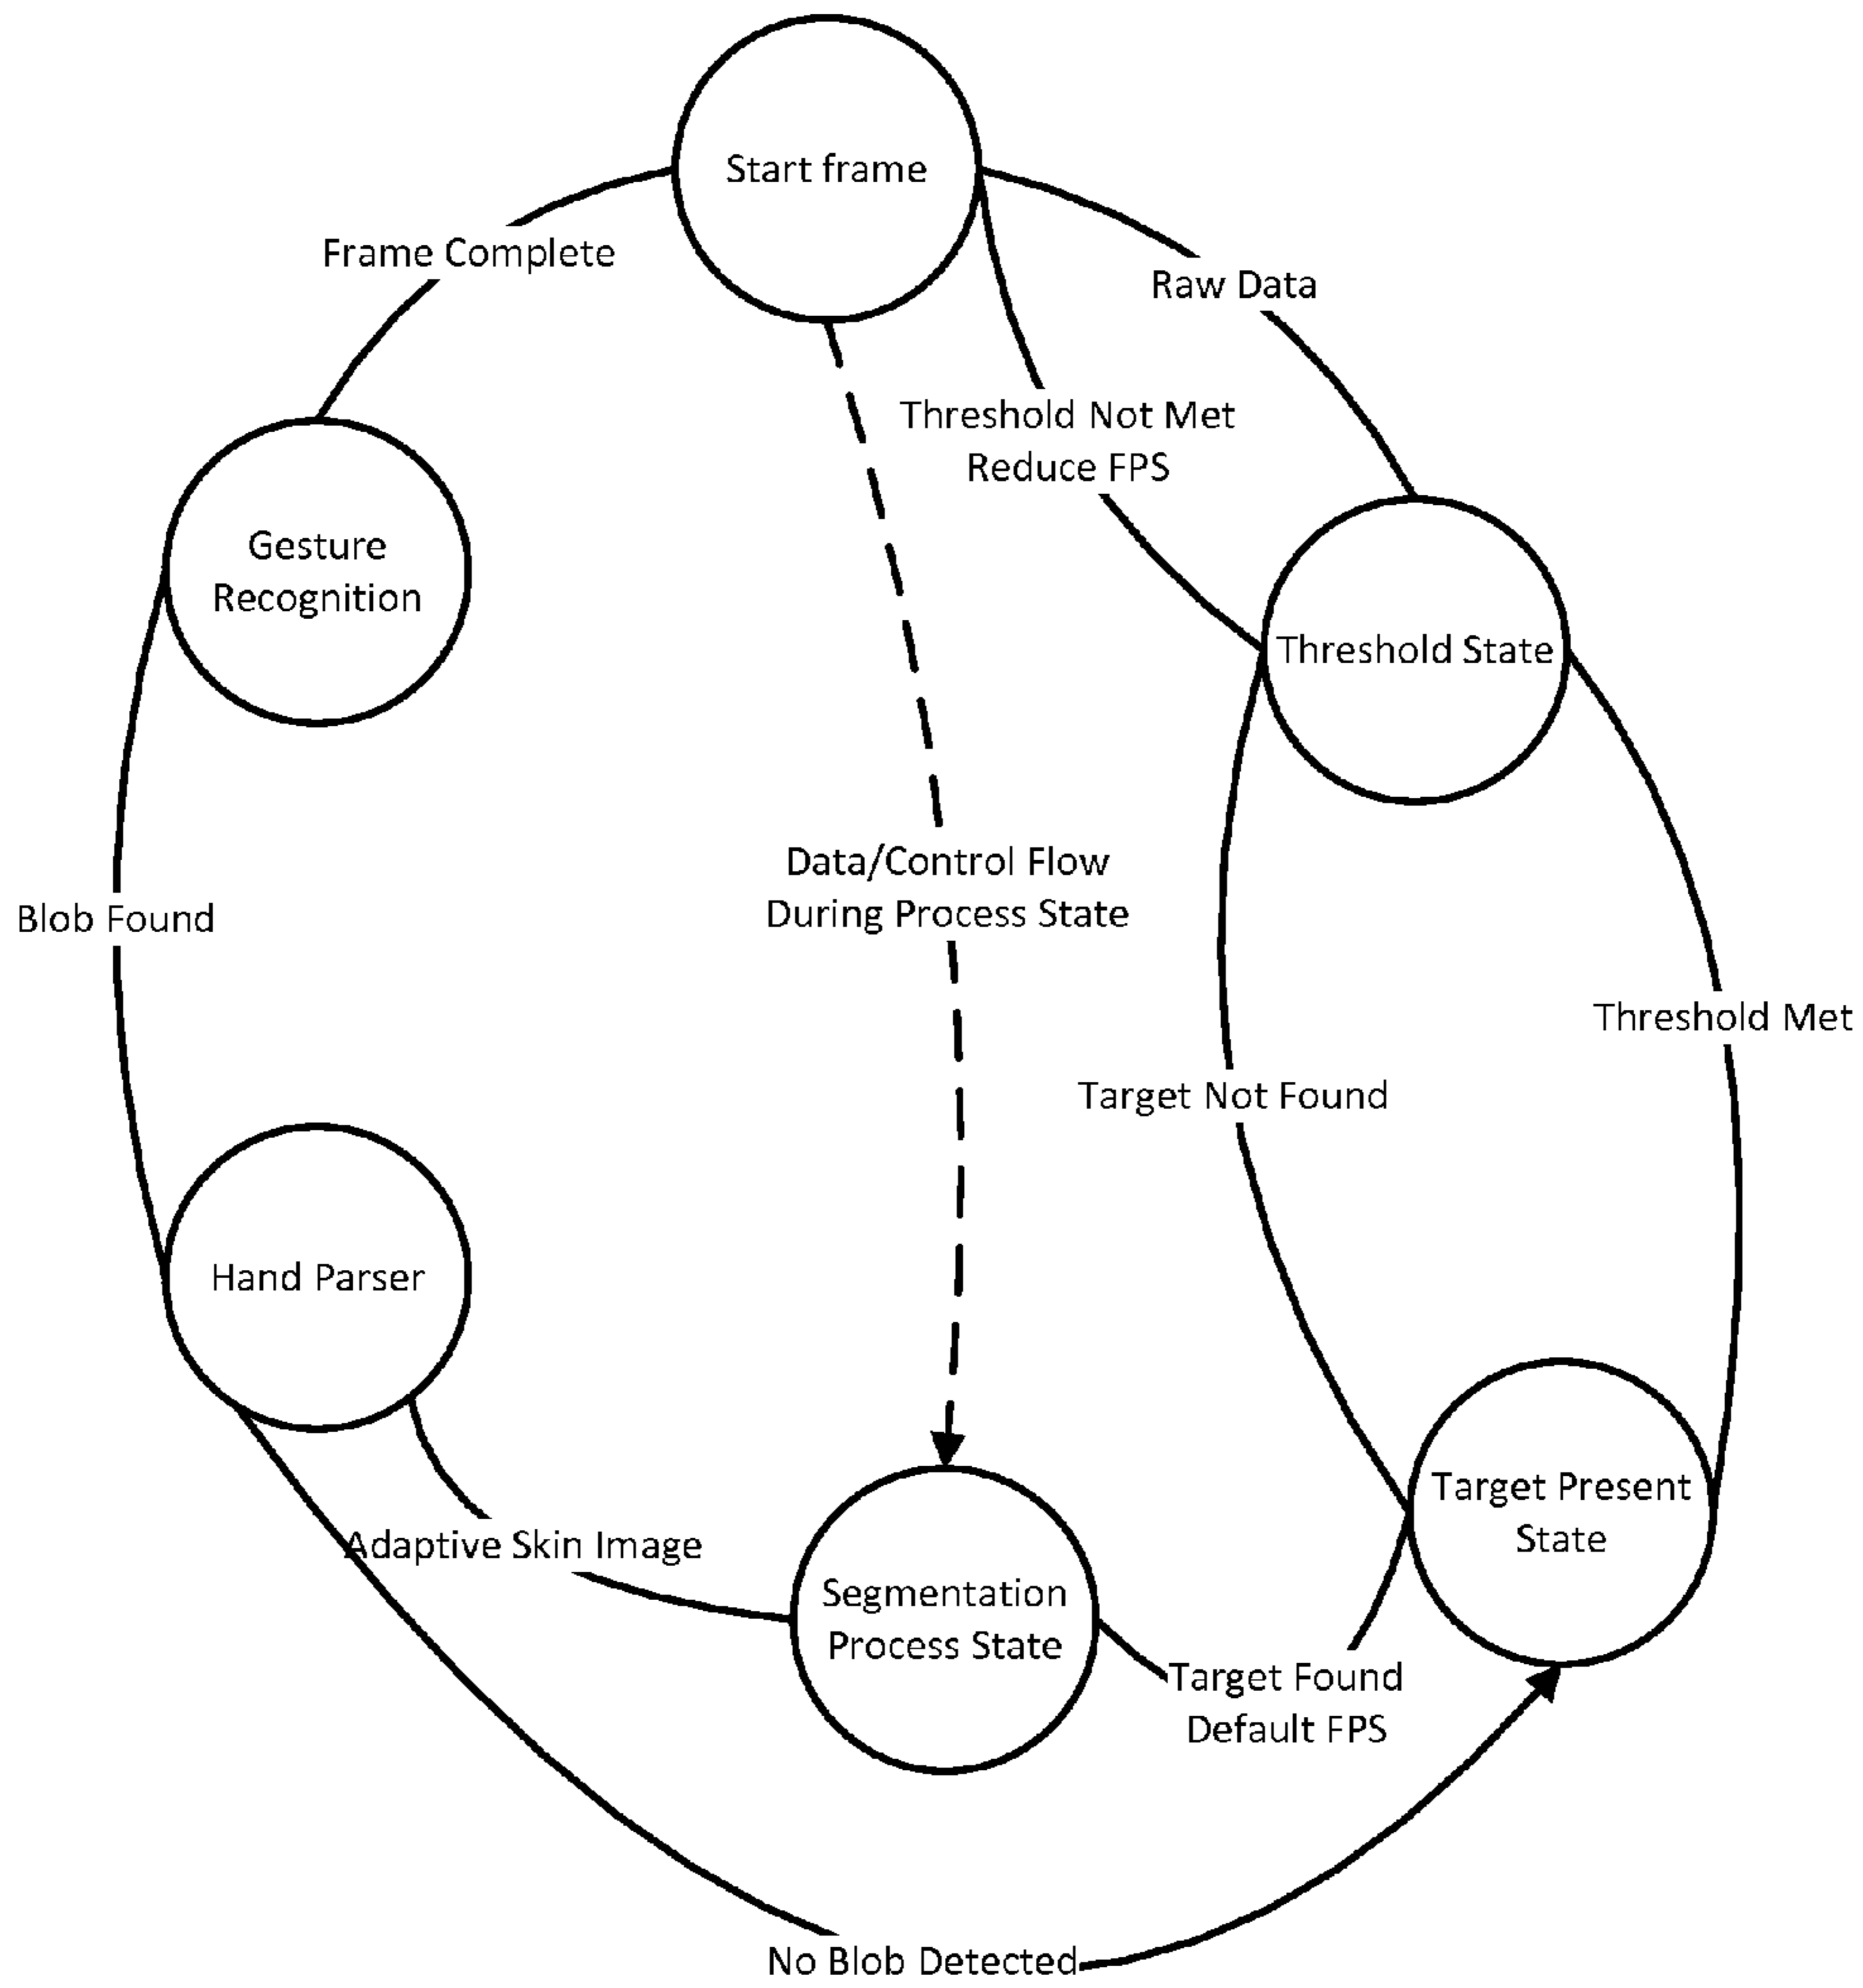 Start frame
Frame Complete
Raw Data
Threshold Not Met
Reduce FPS
Gesture
Recognition
Threshold State
Data/Control Flow
During Process State
Blob Found
Threshold Met
Target Not Found
Hand Parser
Target Present
State
Adaptive Skin Image
Segmentation
Process State
Target Found
Default FPS
No Blob Detected